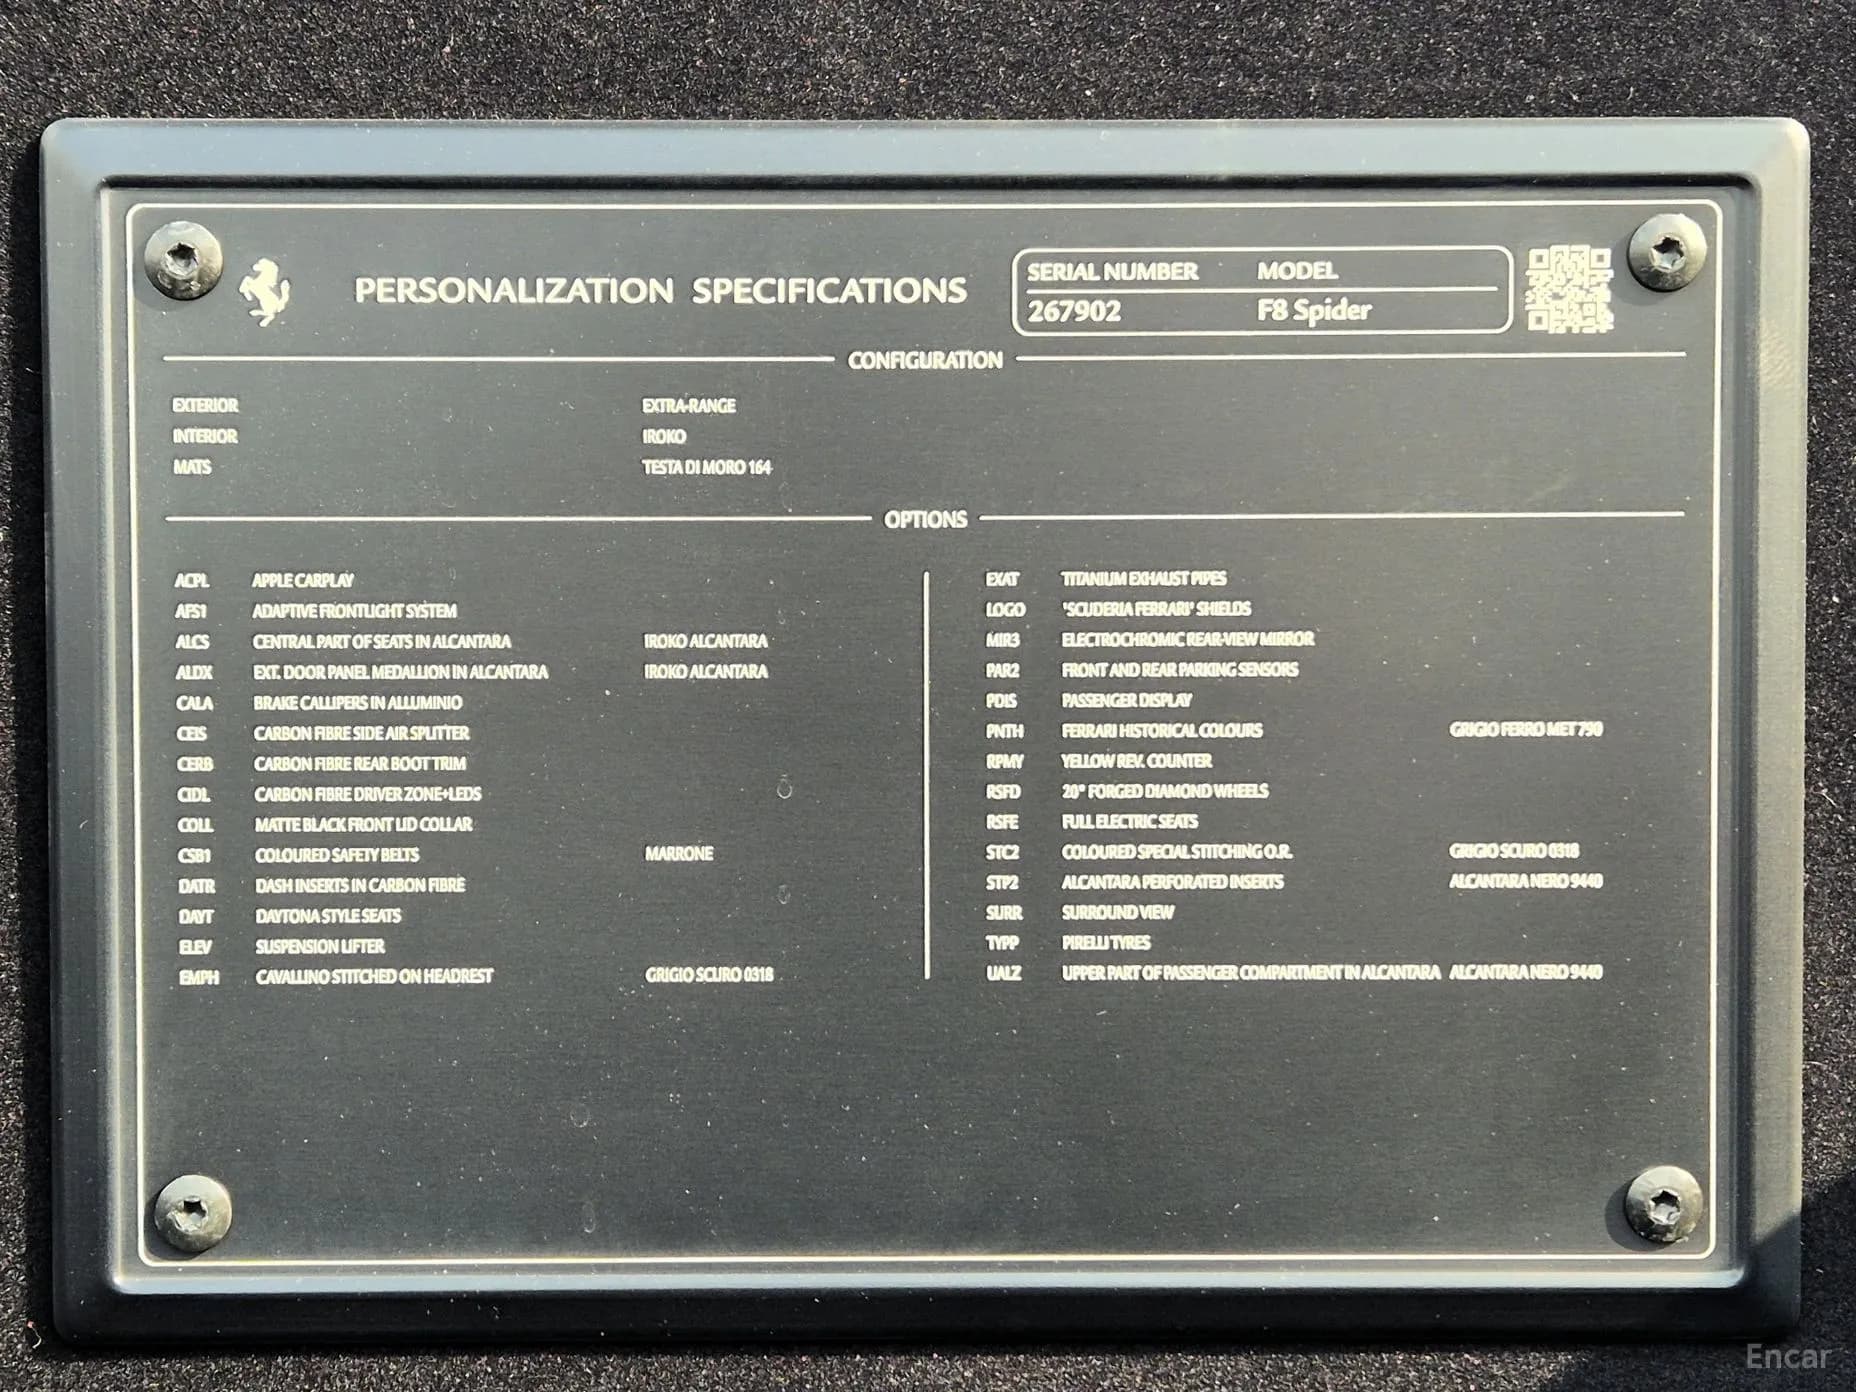 PERSONALIZATION SPECIFICATIONS
SERIAL NUMBER MODEL
267902 F8 Spider
CONFIGURATION
EXTERIOR EXTRA-RANGE
INTERIOR IROKO
MATS TESTA DI MORO 164
OPTIONS
ACPL APPLE CARPLAY
AFS1 ADAPTIVE FRONTLIGHT SYSTEM
ALCS CENTRAL PART OF SEATS IN ALCANTARA IROKO ALCANTARA
ALDX EXT. DOOR PANEL MEDALLION IN ALCANTARA IROKO ALCANTARA
CALA BRAKE CALLIPERS IN ALLUMINIO
CEIS CARBON FIBRE SIDE AIR SPLITTER
CERB CARBON FIBRE REAR BOOT TRIM
CIDL CARBON FIBRE DRIVER ZONE+LEDS
COLL MATTE BLACK FRONT LID COLLAR
CSB1 COLOURED SAFETY BELTS MARRONE
DATR DASH INSERTS IN CARBON FIBRE
DAYT DAYTONA STYLE SEATS
ELEV SUSPENSION LIFTER
EMPH CAVALLINO STITCHED ON HEADREST GRIGIO SCURO 0318
EXAT TITANIUM EXHAUST PIPES
LOGO 'SCUDERIA FERRARI' SHIELDS
MIR3 ELECTROCHROMIC REAR-VIEW MIRROR
PAR2 FRONT AND REAR PARKING SENSORS
PDIS PASSENGER DISPLAY
PNTH FERRARI HISTORICAL COLOURS GRIGIO FERRO MET 790
RPMY YELLOW REV. COUNTER
RSFD 20" FORGED DIAMOND WHEELS
RSFE FULL ELECTRIC SEATS
STC2 COLOURED SPECIAL STITCHING O.R. GRIGIO SCURO 0318
STP2 ALCANTARA PERFORATED INSERTS ALCANTARA NERO 9440
SURR SURROUND VIEW
TYPP PIRELLI TYRES
UALZ UPPER PART OF PASSENGER COMPARTMENT IN ALCANTARA ALCANTARA NERO 9440
Encar